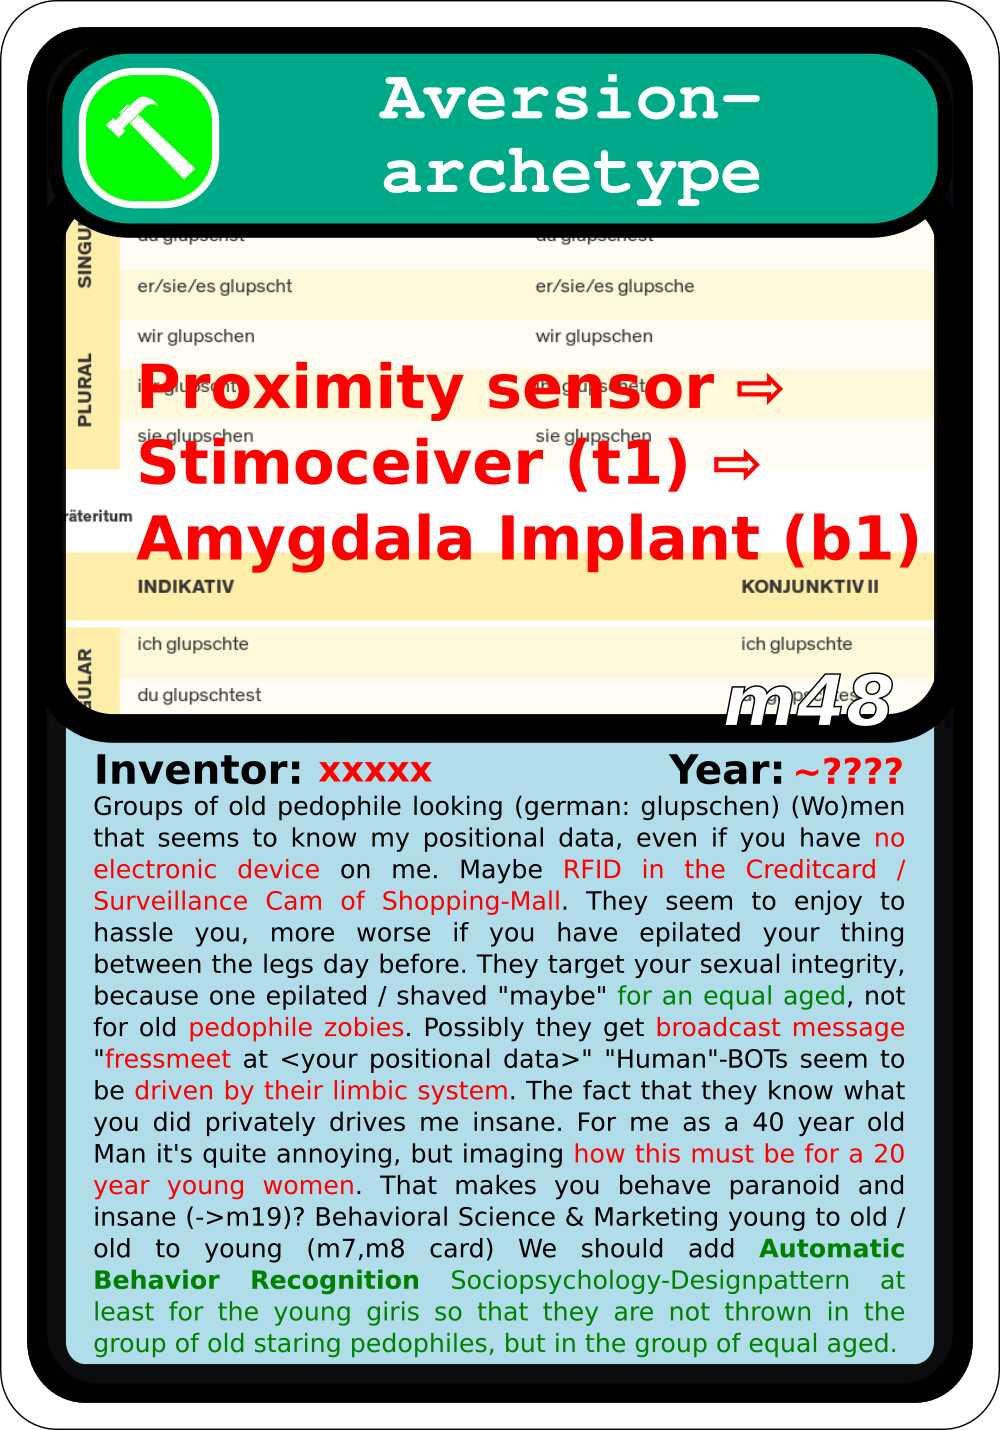 Aversion-
archetype
SINGU
du glupschst
du glupschest
er/sie/es glupscht
er/sie/es glupsche
wir glupschen
wir glupschen
PLURAL
Proximity sensor ⇨
sie glupschen
sie glupschen
Stimoceiver (t1) ⇨
räteritum
Amygdala Implant (b1)
INDIKATIV
KONJUNKTIV II
GULAR
ich glupschte
ich glupschte
du glupschtest
m48
Inventor: xxxxx
Year: ~????
Groups of old pedophile looking (german: glupschen) (Wo)men
that seems to know my positional data, even if you have no
electronic device on me. Maybe RFID in the Creditcard /
Surveillance Cam of Shopping-Mall. They seem to enjoy to
hassle you, more worse if you have epilated your thing
between the legs day before. They target your sexual integrity,
because one epilated / shaved "maybe" for an equal aged, not
for old pedophile zobies. Possibly they get broadcast message
"fressmeet at <your positional data>" "Human"-BOTs seem to
be driven by their limbic system. The fact that they know what
you did privately drives me insane. For me as a 40 year old
Man it's quite annoying, but imaging how this must be for a 20
year young women. That makes you behave paranoid and
insane (->m19)? Behavioral Science & Marketing young to old /
old to young (m7,m8 card) We should add Automatic
Behavior Recognition Sociopsychology-Designpattern at
least for the young giris so that they are not thrown in the
group of old staring pedophiles, but in the group of equal aged.